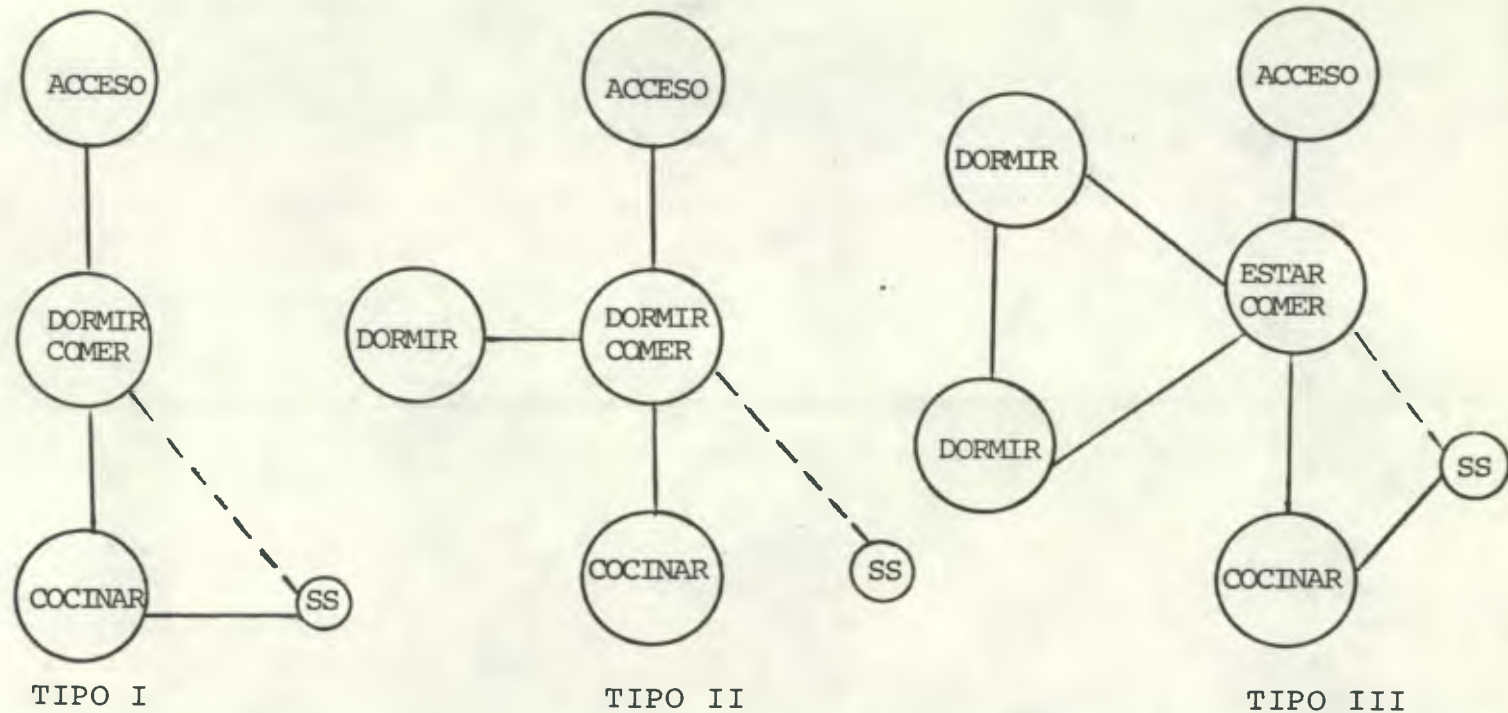 ACCESO
DORMIR
COMER
COCINAR
SS
TIPO I
ACCESO
DORMIR
DORMIR
COMER
COCINAR
SS
TIPO II
ACCESO
DORMIR
ESTAR
COMER
DORMIR
SS
COCINAR
TIPO III